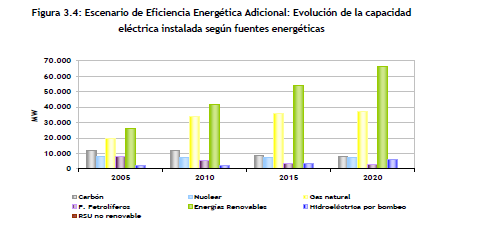 Figura 3.4: Escenario de Eficiencia Energética Adicional: Evolución de la capacidad
eléctrica instalada según fuentes energéticas
70.000
60.000
50.000
40.000
30.000
20.000
10.000
0
MW
2005 2010 2015 2020
Carbón Nuclear Gas natural
P. Petrolíferos Energías Renovables Hidroeléctrica por bombeo
RSU no renovable